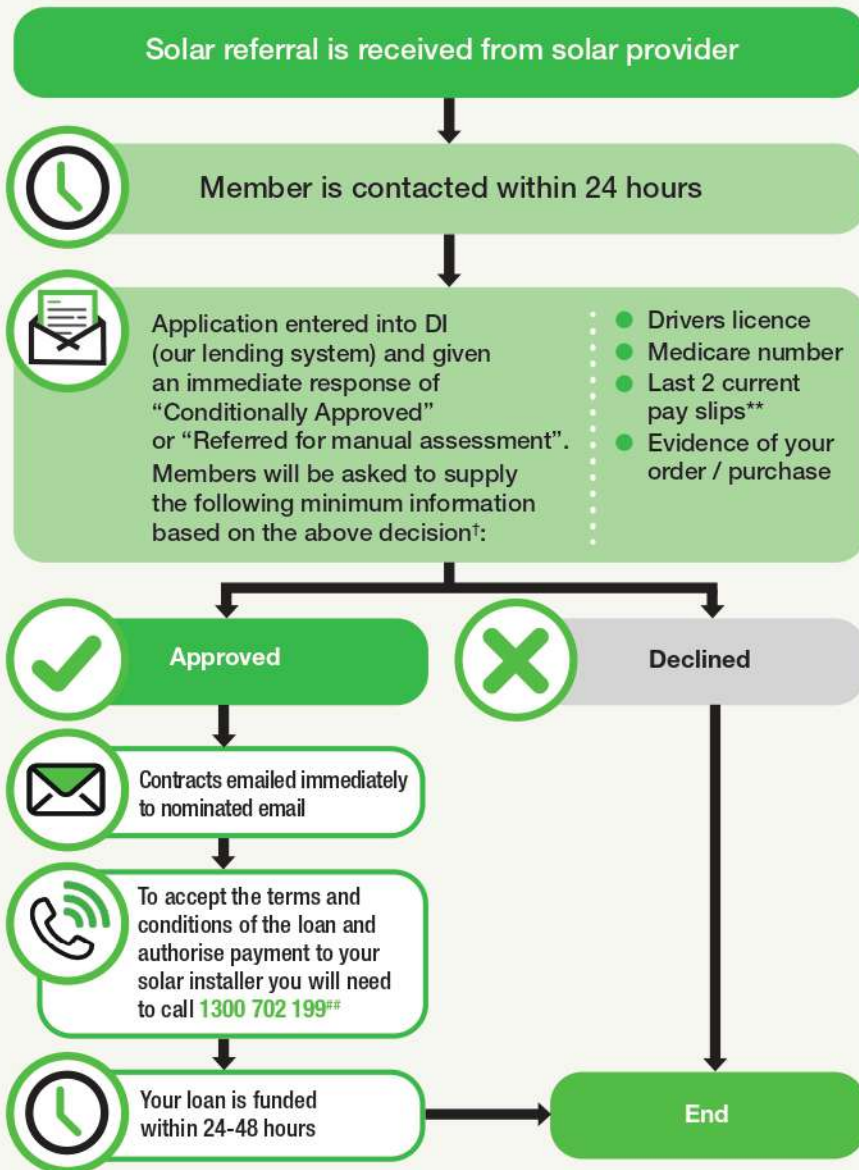 Solar referral is received from solar provider
Member is contacted within 24 hours
Application entered into DI
(our lending system) and given
an immediate response of
“Conditionally Approved”
or “Referred for manual assessment”.
Members will be asked to supply
the following minimum information
based on the above decision†:
Drivers licence
Medicare number
Last 2 current
pay slips**
Evidence of your
order / purchase
Approved
Declined
Contracts emailed immediately
to nominated email
To accept the terms and
conditions of the loan and
authorise payment to your
solar installer you will need
to call 1300 702 199##
Your loan is funded
within 24-48 hours
End